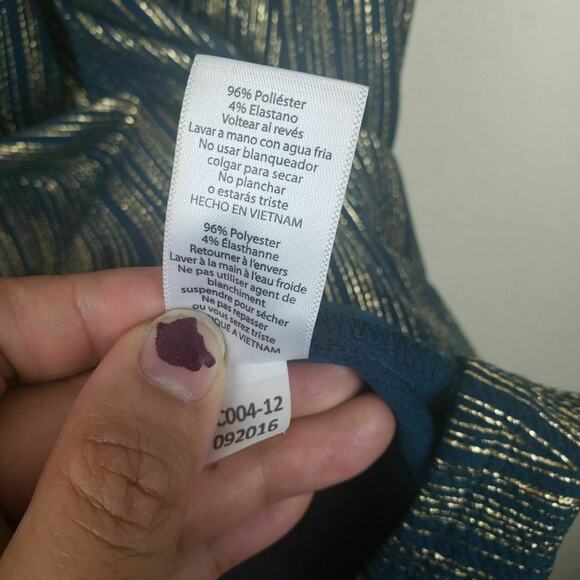 96% Poliéster
4% Elastano
Voltear al revés
Lavar a mano con agua fria
No usar blanqueador
colgar para secar
No planchar
o estarás triste
HECHO EN VIETNAM
96% Polyester
4% Élasthanne
Retourner à l'envers
Laver à la main à l'eau froide
Ne pas utiliser agent de
blanchiment
suspendre pour sécher
Ne pas repasser
ou vous serez triste
QUÉ A VIETNAM
C004-12
092016